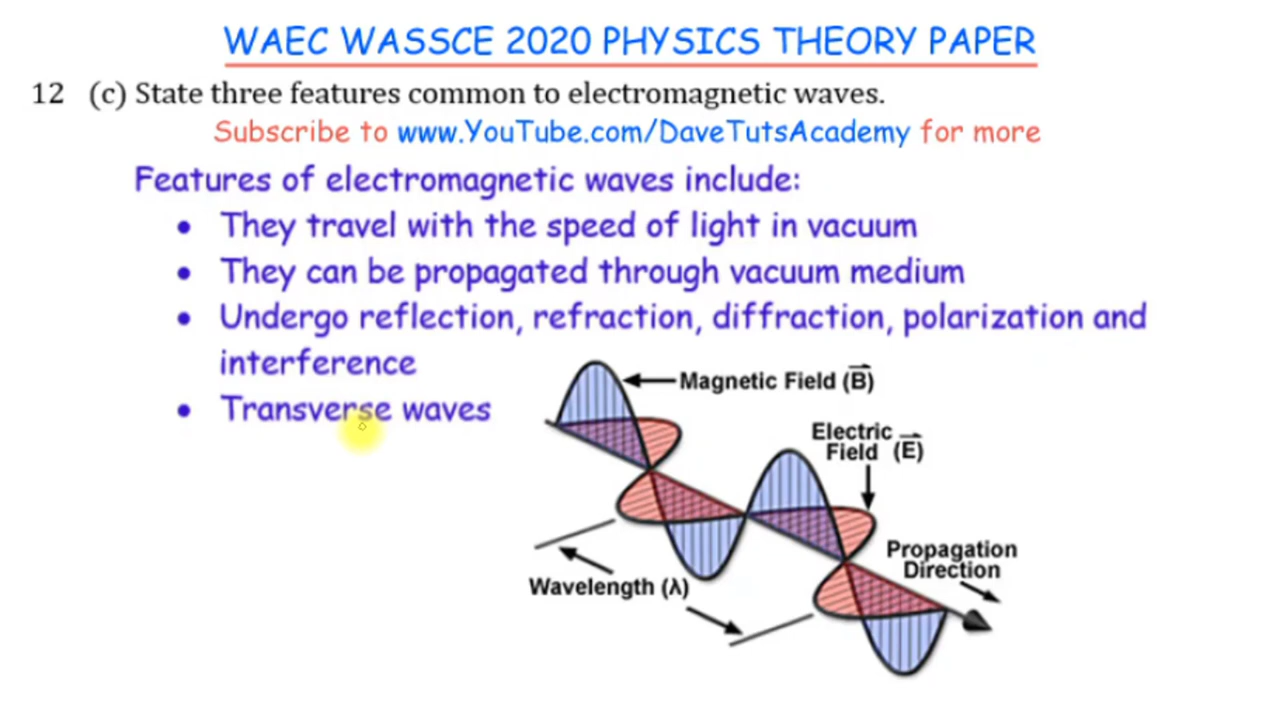 WAEC WASSCE 2020 PHYSICS THEORY PAPER
12 (c) State three features common to electromagnetic waves.
Subscribe to www.YouTube.com/DaveTutsAcademy for more
Features of electromagnetic waves include:
• They travel with the speed of light in vacuum
• They can be propagated through vacuum medium
• Undergo reflection, refraction, diffraction, polarization and
interference
• Transverse waves
Magnetic Field (B⃗)
Electric
Field (E⃗)
Propagation
Direction
Wavelength (λ)